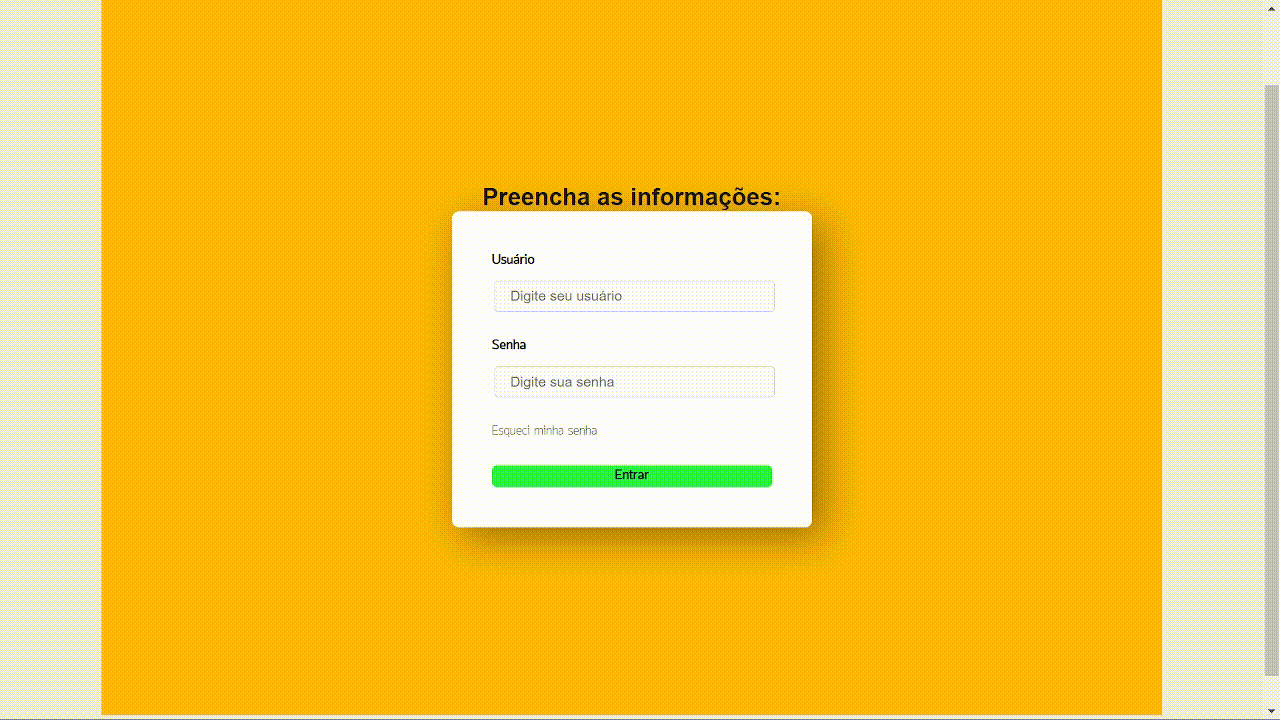 Preencha as informações:
Usuário
Digite seu usuário
Senha
Digite sua senha
Esqueci minha senha
Entrar